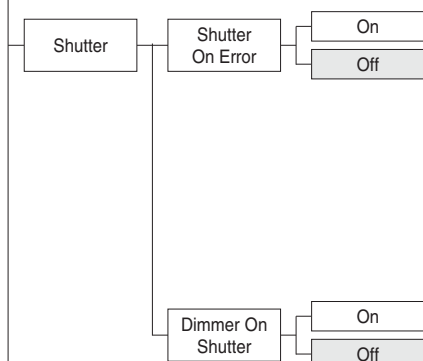 Shutter
Shutter
On Error
On
Off
Dimmer On
Shutter
On
Off